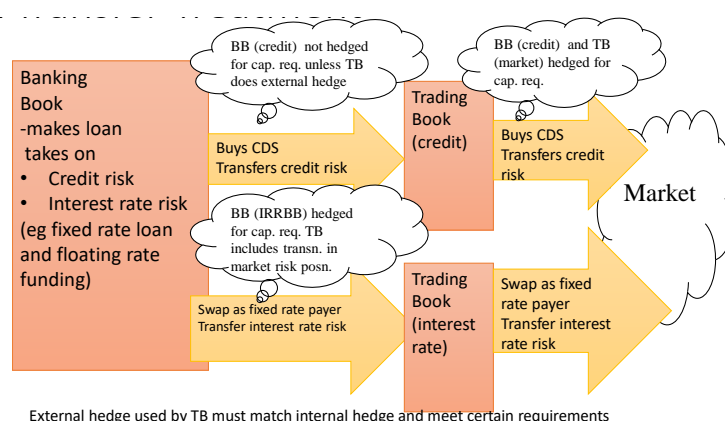 Transfer Treatment
BB (credit) not hedged
for cap. req. unless TB
does external hedge
BB (credit) and TB
(market) hedged for
cap. req.
Banking
Book
-makes loan
takes on
• Credit risk
• Interest rate risk
(eg fixed rate loan
and floating rate
funding)
Buys CDS
Transfers credit risk
Trading
Book
(credit)
Buys CDS
Transfers credit
risk
Market
BB (IRRBB) hedged
for cap. req. TB
includes transn. in
market risk posn.
Swap as fixed rate payer
Transfer interest rate risk
Trading
Book
(interest
rate)
Swap as fixed
rate payer
Transfer interest
rate risk
External hedge used by TB must match internal hedge and meet certain requirements